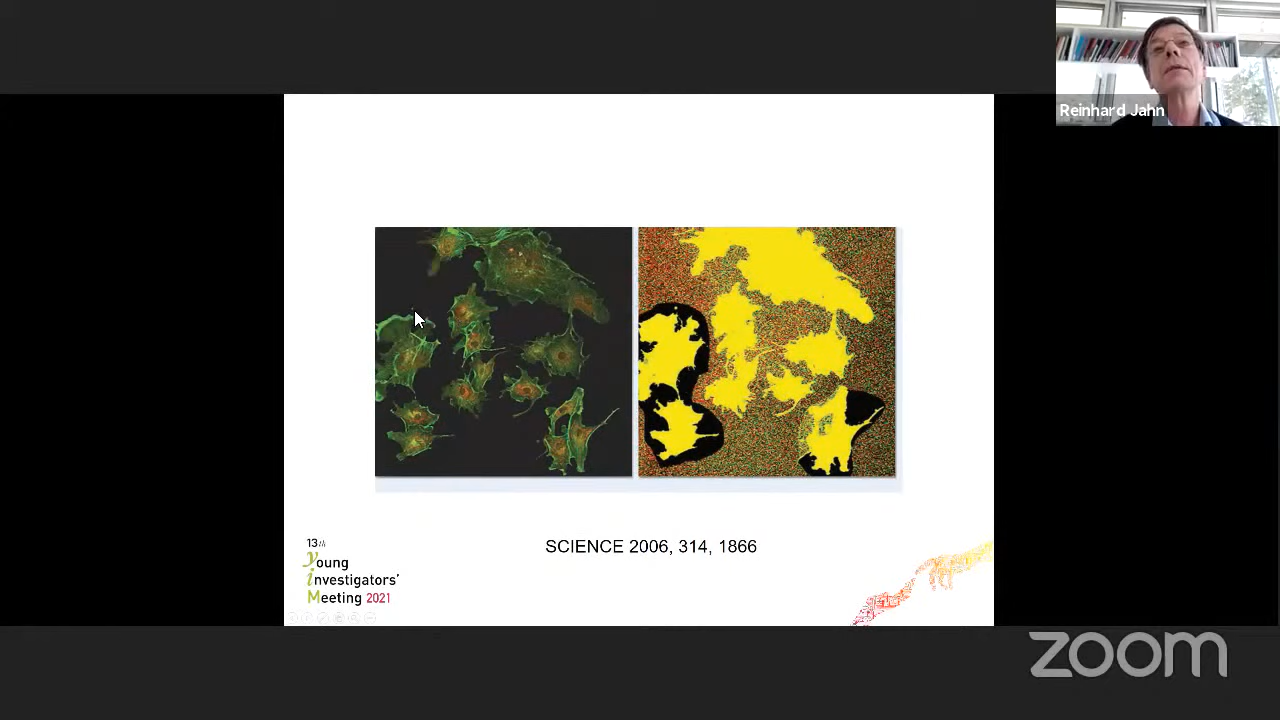 Reinhard Jahn
SCIENCE 2006, 314, 1866
13th
Young
investigators'
Meeting 2021
zoom